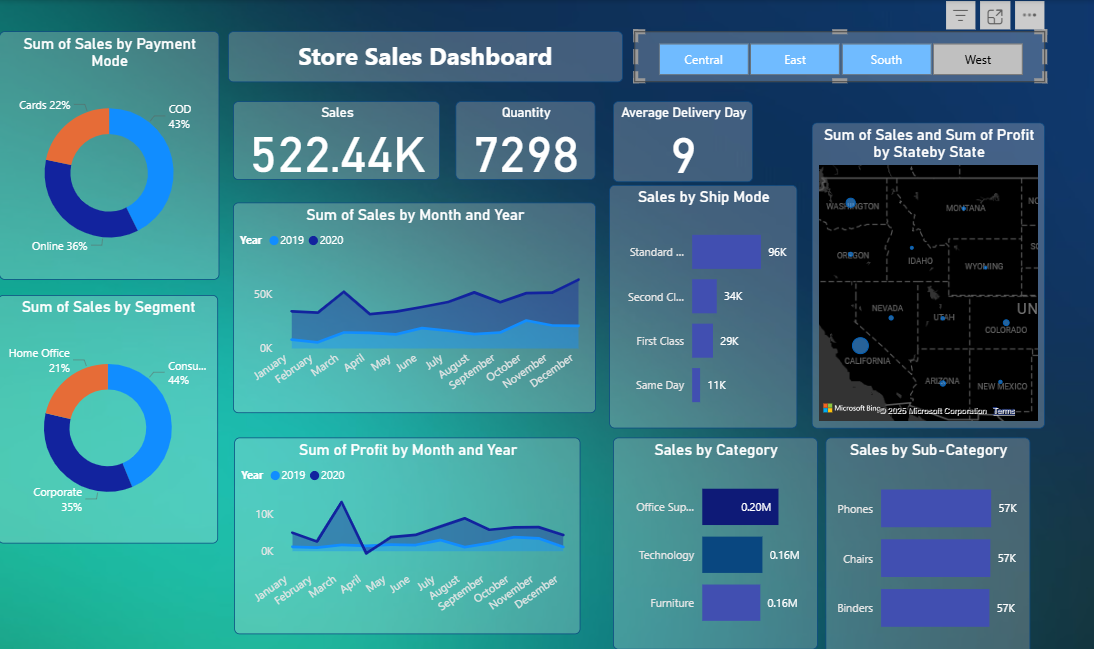 Sum of Sales by Payment
Mode
Cards 22%
COD
43%
Online 36%
Sum of Sales by Segment
Home Office
21%
Consu...
44%
Corporate
35%
Store Sales Dashboard
Central
East
South
West
Sales
522.44K
Quantity
7298
Average Delivery Day
9
Sum of Sales by Month and Year
Year 2019 2020
50K
0K
January
February
March
April
May
June
July
August
September
October
November
December
Sum of Profit by Month and Year
Year 2019 2020
10K
0K
January
February
March
April
May
June
July
August
September
October
November
December
Sales by Ship Mode
Standard ... 96K
Second Cl... 34K
First Class 29K
Same Day 11K
Sum of Sales and Sum of Profit
by Stateby State
WASHINGTON
MONTANA
NO
OREGON
IDAHO
WYOMING
SO
NEVADA
UTAH
COLORADO
UN
CALIFORNIA
ARIZONA
NEW MEXICO
Microsoft Bing
© 2025 Microsoft Corporation Terms
Sales by Category
Office Sup... 0.20M
Technology 0.16M
Furniture 0.16M
Sales by Sub-Category
Phones 57K
Chairs 57K
Binders 57K